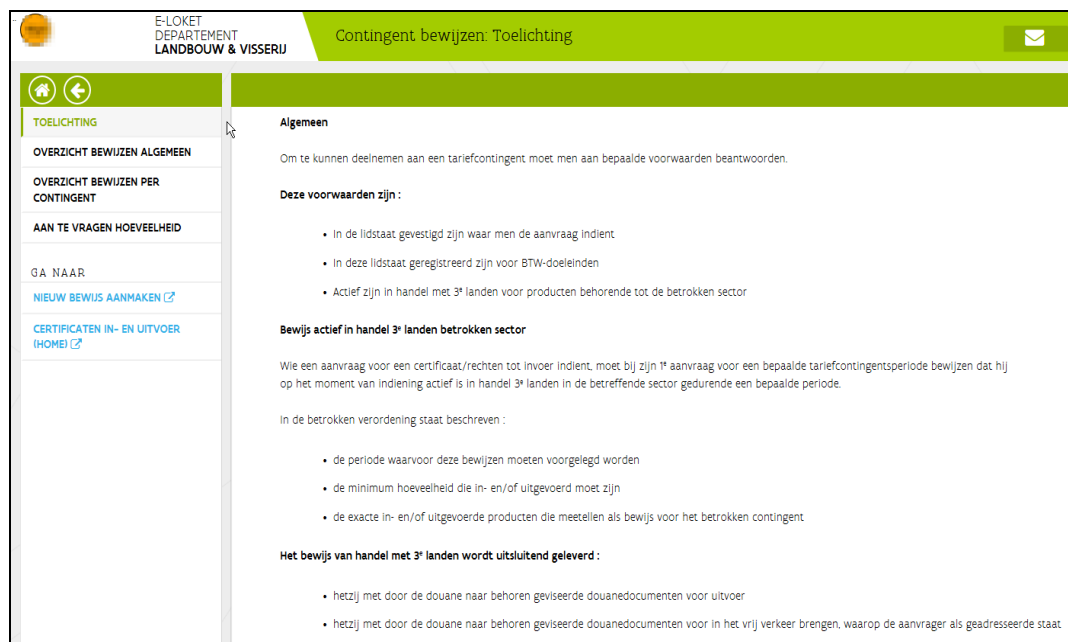 E-LOKET
DEPARTEMENT
LANDBOUW & VISSERIJ
Contingent bewijzen: Toelichting
TOELICHTING
OVERZICHT BEWIJZEN ALGEMEEN
OVERZICHT BEWIJZEN PER
CONTINGENT
AAN TE VRAGEN HOEVEELHEID
GA NAAR
NIEUW BEWIJS AANMAKEN
CERTIFICATEN IN- EN UITVOER
(HOME)
Algemeen
Om te kunnen deelnemen aan een tariefcontingent moet men aan bepaalde voorwaarden beantwoorden.
Deze voorwaarden zijn :
• In de lidstaat gevestigd zijn waar men de aanvraag indient
• In deze lidstaat geregistreerd zijn voor BTW-doeleinden
• Actief zijn in handel met 3ᵉ landen voor producten behorende tot de betrokken sector
Bewijs actief in handel 3ᵉ landen betrokken sector
Wie een aanvraag voor een certificaat/rechten tot invoer indient, moet bij zijn 1ᵉ aanvraag voor een bepaalde tariefcontingentsperiode bewijzen dat hij
op het moment van indiening actief is in handel 3ᵉ landen in de betreffende sector gedurende een bepaalde periode.
In de betrokken verordening staat beschreven :
• de periode waarvoor deze bewijzen moeten voorgelegd worden
• de minimum hoeveelheid die in- en/of uitgevoerd moet zijn
• de exacte in- en/of uitgevoerde producten die meetellen als bewijs voor het betrokken contingent
Het bewijs van handel met 3ᵉ landen wordt uitsluitend geleverd :
• hetzij met door de douane naar behoren geviseerde douanedocumenten voor uitvoer
• hetzij met door de douane naar behoren geviseerde douanedocumenten voor in het vrij verkeer brengen, waarop de aanvrager als geadresseerde staat